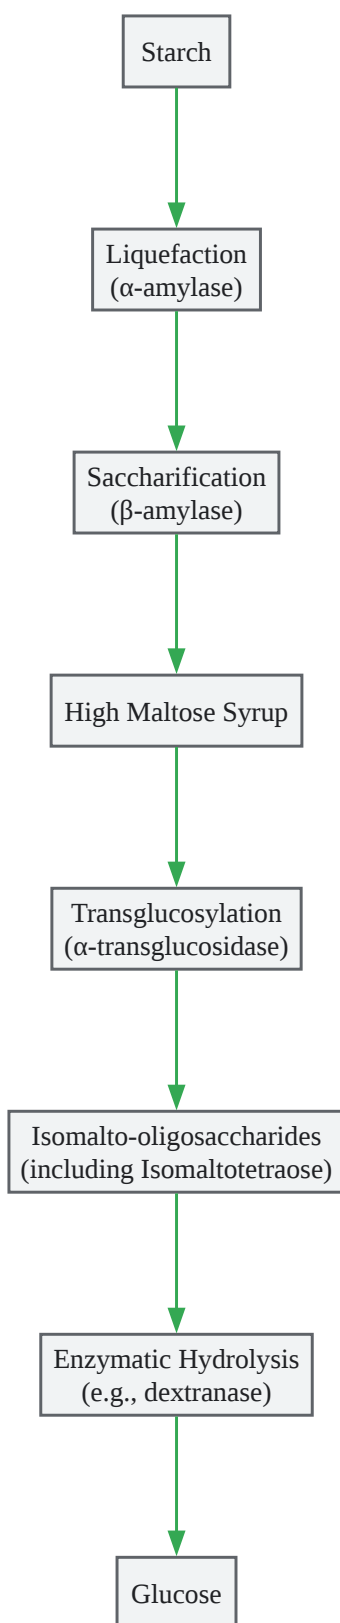 Starch
Liquefaction
(α-amylase)
Saccharification
(β-amylase)
High Maltose Syrup
Transglucosylation
(α-transglucosidase)
Isomalto-oligosaccharides
(including Isomaltotetraose)
Enzymatic Hydrolysis
(e.g., dextranase)
Glucose